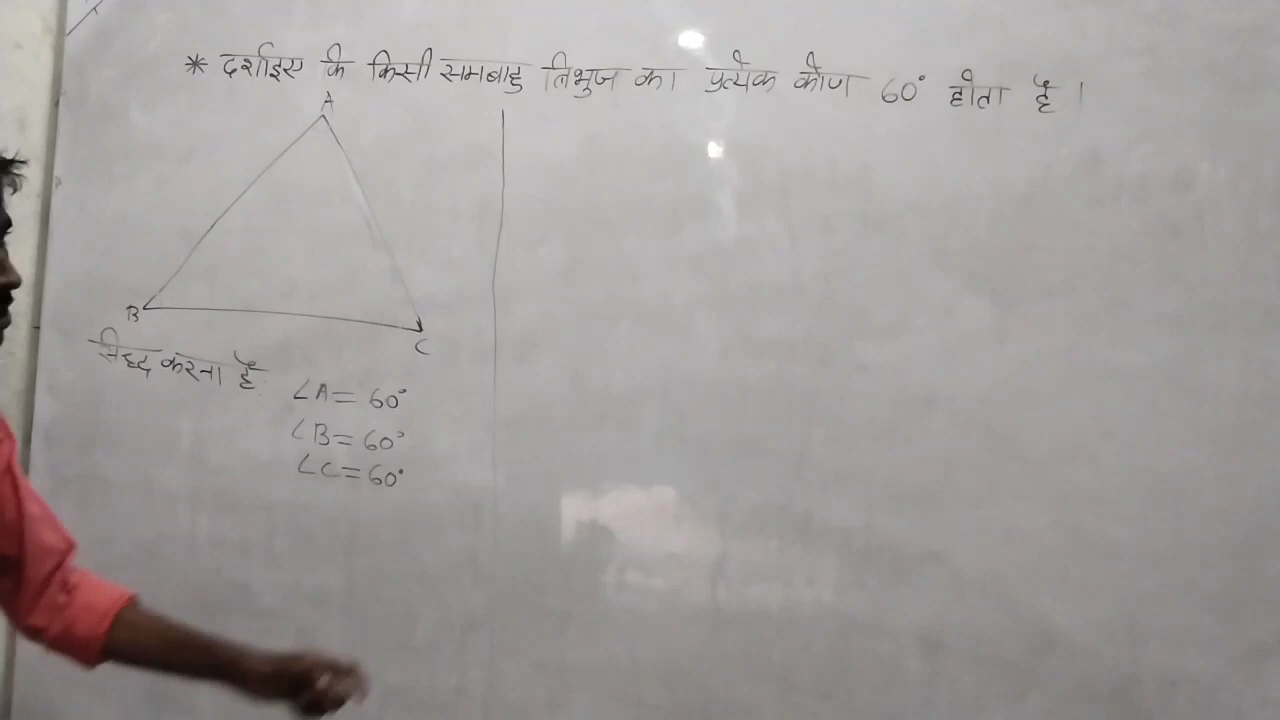 * दर्शाइए कि किसी समबाहु त्रिभुज का प्रत्येक कोण 60° होता है ।
A
B
C
सिद्ध करना है
∠A = 60°
∠B = 60°
∠C = 60°